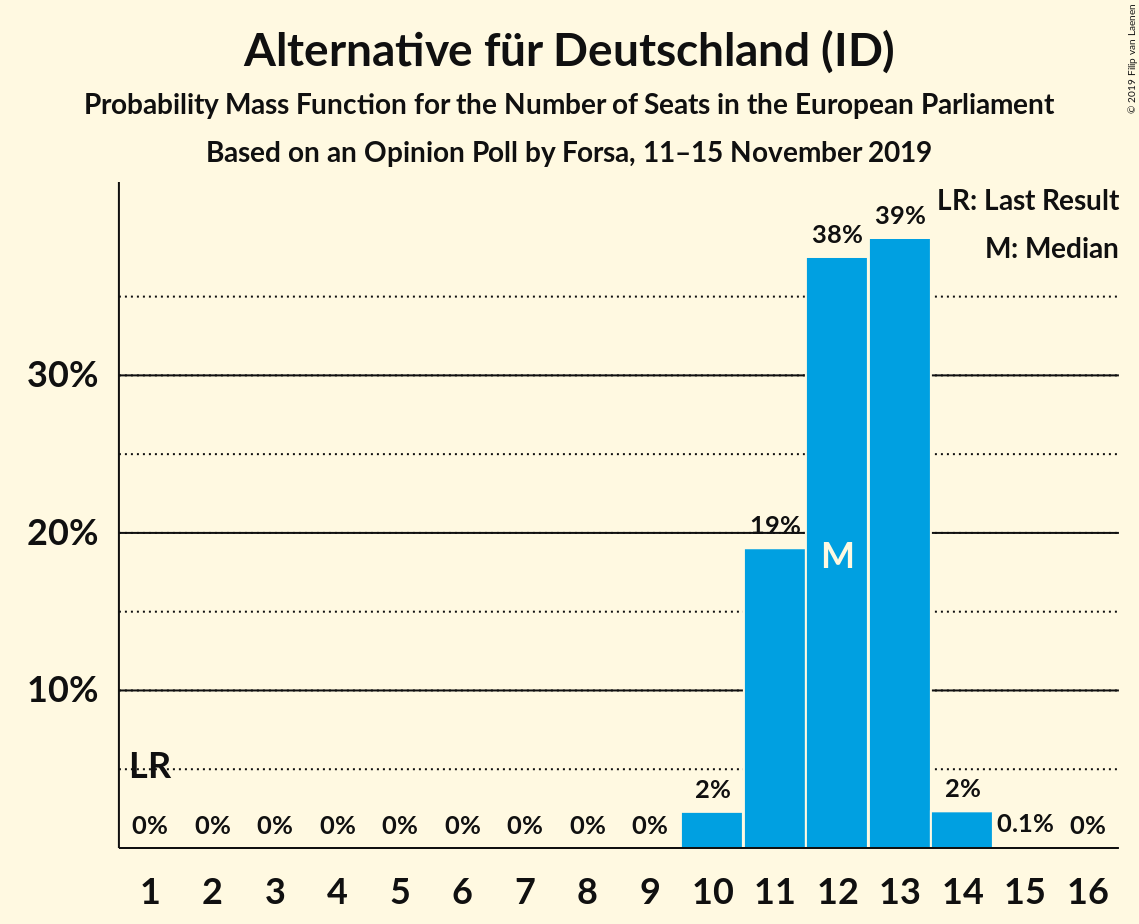 Alternative für Deutschland (ID)
Probability Mass Function for the Number of Seats in the European Parliament
Based on an Opinion Poll by Forsa, 11–15 November 2019
© 2019 Filip van Laenen
LR: Last Result
M: Median
39%
38%
30%
20%
19%
M
10%
LR
2%
2%
0% 0% 0% 0% 0% 0% 0% 0% 0% 0.1% 0%
1 2 3 4 5 6 7 8 9 10 11 12 13 14 15 16